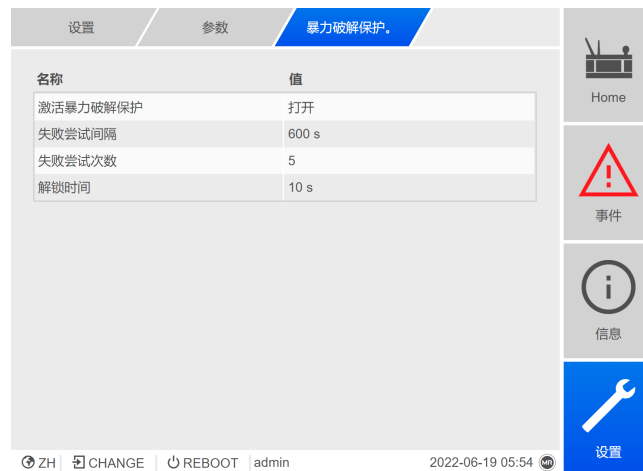 设置 参数 暴力破解保护。
名称 值
激活暴力破解保护 打开
失败尝试间隔 600 s
失败尝试次数 5
解锁时间 10 s
Home
事件
信息
设置
ZH CHANGE REBOOT admin 2022-06-19 05:54 MR